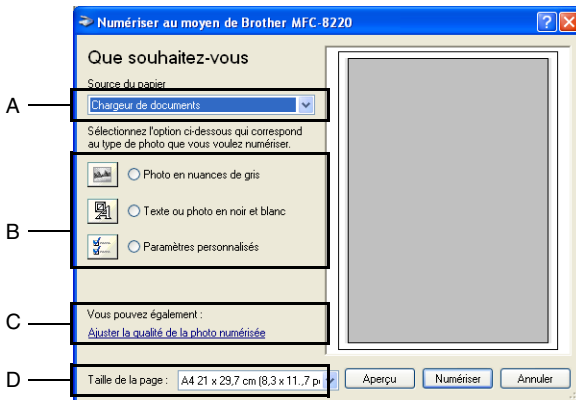 Numériser au moyen de Brother MFC-8220
Que souhaitez-vous
Source du papier
A
Chargeur de documents
Sélectionnez l'option ci-dessous qui correspond
au type de photo que vous voulez numériser.
Photo en nuances de gris
B
Texte ou photo en noir et blanc
Paramètres personnalisés
C
Vous pouvez également :
Ajuster la qualité de la photo numérisée
D
Taille de la page : A4 21 x 29,7 cm (8,3 x 11.,7 p
Aperçu
Numériser
Annuler